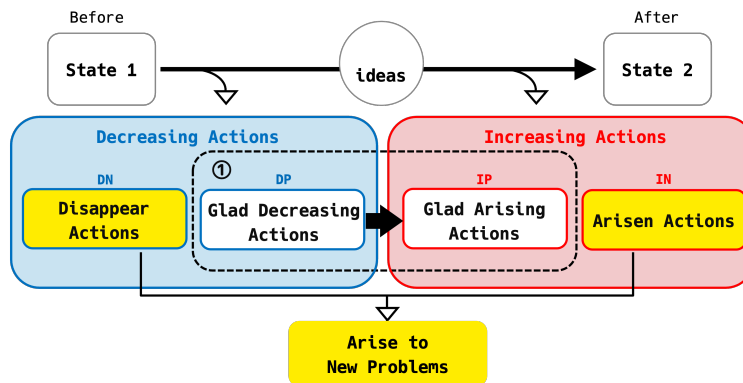 Before
After
State 1
ideas
State 2
Decreasing Actions
Increasing Actions
①
DN
DP
IP
IN
Disappear
Actions
Glad Decreasing
Actions
Glad Arising
Actions
Arisen Actions
Arise to
New Problems